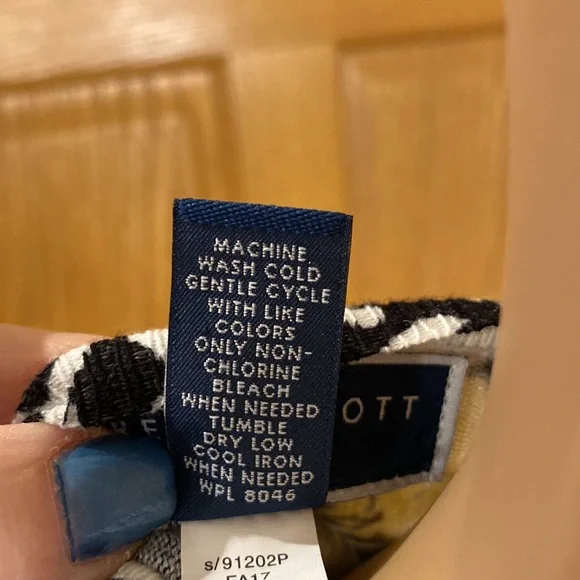 MACHINE
WASH COLD
GENTLE CYCLE
WITH LIKE
COLORS
ONLY NON-
CHLORINE
BLEACH
WHEN NEEDED
TUMBLE
DRY LOW
COOL IRON
WHEN NEEDED
WPL 8046
OTT
s/91202P
FA17